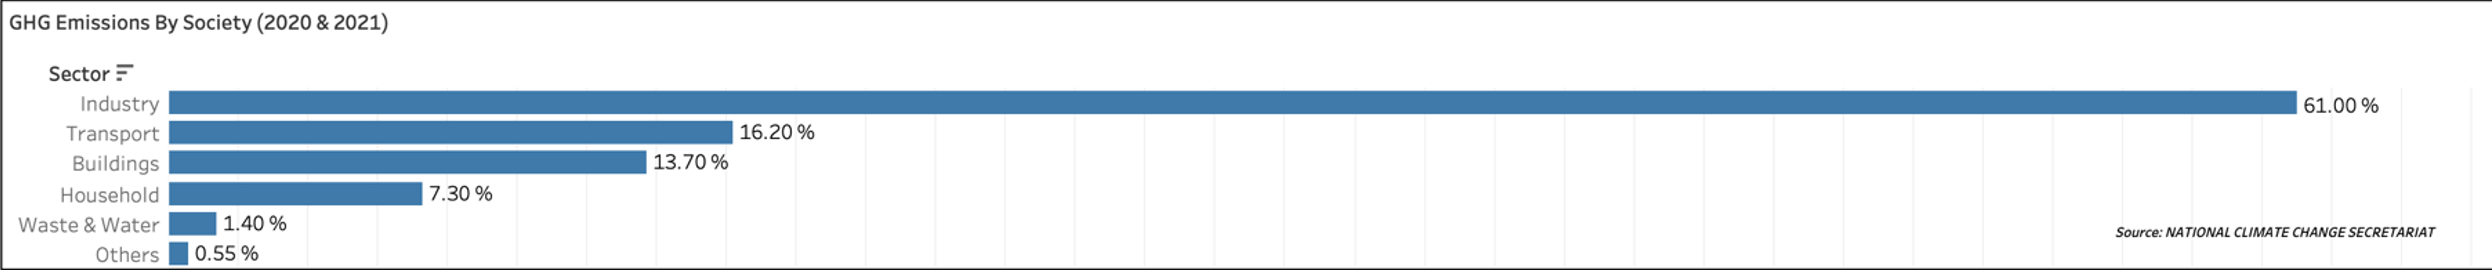 GHG Emissions By Society (2020 & 2021)
Sector
Industry 61.00 %
Transport 16.20 %
Buildings 13.70 %
Household 7.30 %
Waste & Water 1.40 %
Others 0.55 %
Source: NATIONAL CLIMATE CHANGE SECRETARIAT